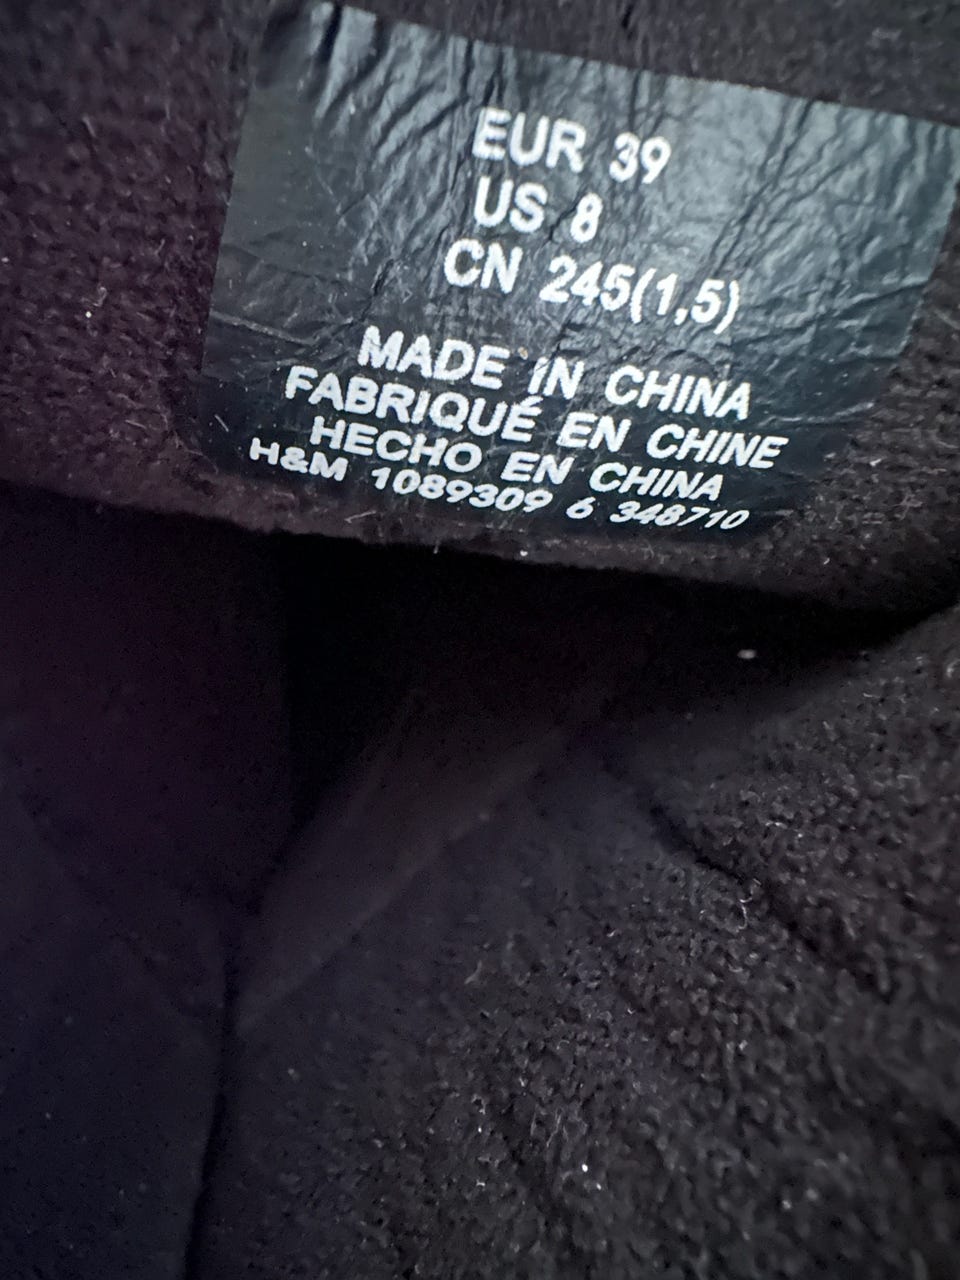 EUR 39
US 8
CN 245(1,5)
MADE IN CHINA
FABRIQUÉ EN CHINE
HECHO EN CHINA
H&M 1089309 6 348710